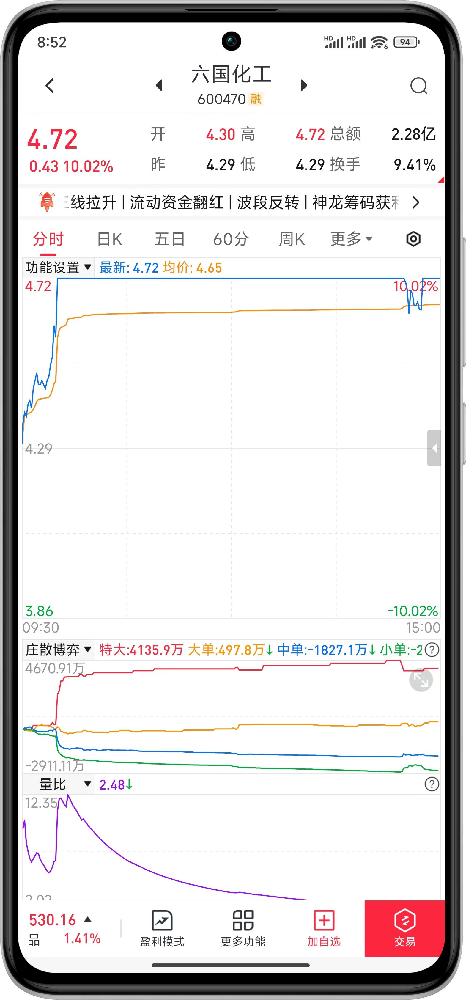 8:52 HD HD 6 94
六国化工
600470 融
4.72 开 4.30 高 4.72 总额 2.28亿
0.43 10.02% 昨 4.29 低 4.29 换手 9.41%
线拉升 | 流动资金翻红 | 波段反转 | 神龙筹码获
分时 日K 五日 60分 周K 更多
功能设置 最新: 4.72 均价: 4.65
4.72 10.02%
4.29
3.86 -10.02%
09:30 15:00
庄散博弈 特大:4135.9万 大单:497.8万↓ 中单:-1827.1万↓ 小单:-2 ?
4670.91万
-2911.11万
量比 2.48↓ ?
12.35
530.16
品 1.41% 盈利模式 更多功能 加自选 交易